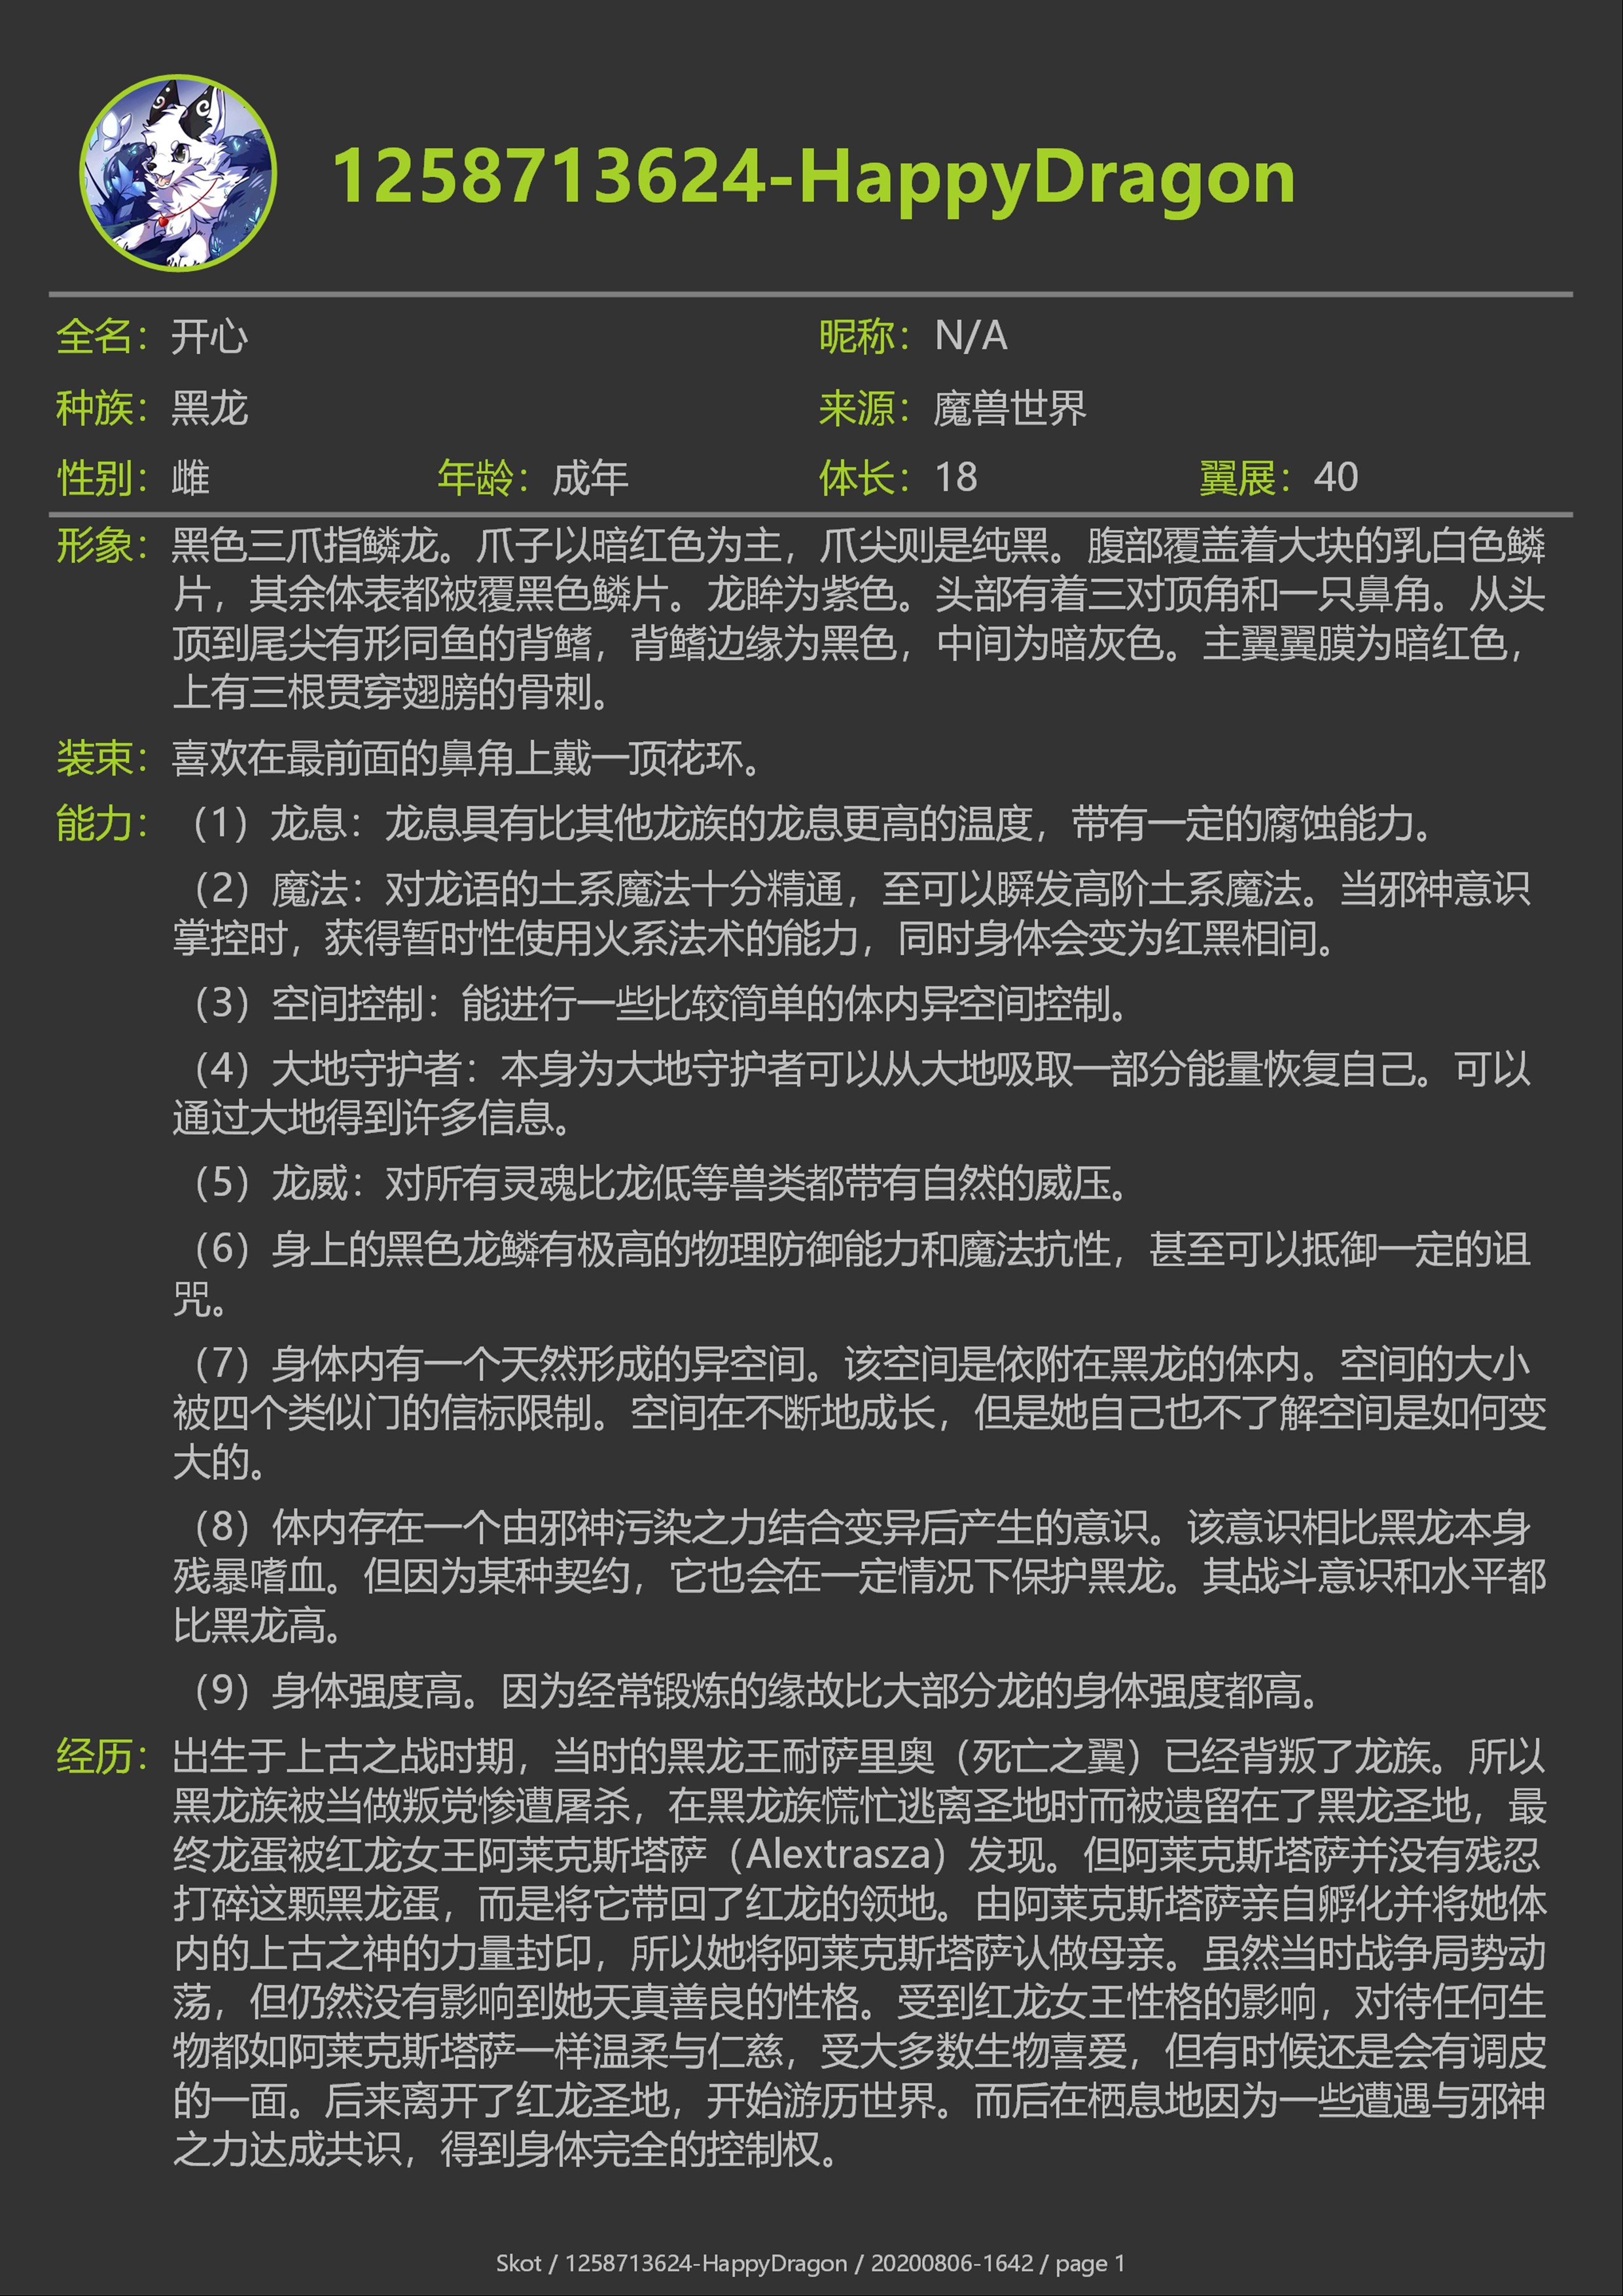 1258713624-HappyDragon
全名：开心 昵称：N/A
种族：黑龙 来源：魔兽世界
性别：雌 年龄：成年 体长：18 翼展：40
形象：黑色三爪指鳞龙。爪子以暗红色为主，爪尖则是纯黑。腹部覆盖着大块的乳白色鳞
片，其余体表都被覆黑色鳞片。龙眸为紫色。头部有着三对顶角和一只鼻角。从头
顶到尾尖有形同鱼的背鳍，背鳍边缘为黑色，中间为暗灰色。主翼翼膜为暗红色，
上有三根贯穿翅膀的骨刺。
装束：喜欢在最前面的鼻角上戴一顶花环。
能力：（1）龙息：龙息具有比其他龙族的龙息更高的温度，带有一定的腐蚀能力。
（2）魔法：对龙语的土系魔法十分精通，至可以瞬发高阶土系魔法。当邪神意识
掌控时，获得暂时性使用火系法术的能力，同时身体会变为红黑相间。
（3）空间控制：能进行一些比较简单的体内异空间控制。
（4）大地守护者：本身为大地守护者可以从大地吸取一部分能量恢复自己。可以
通过大地得到许多信息。
（5）龙威：对所有灵魂比龙低等兽类都带有自然的威压。
（6）身上的黑色龙鳞有极高的物理防御能力和魔法抗性，甚至可以抵御一定的诅
咒。
（7）身体内有一个天然形成的异空间。该空间是依附在黑龙的体内。空间的大小
被四个类似门的信标限制。空间在不断地成长，但是她自己也不了解空间是如何变
大的。
（8）体内存在一个由邪神污染之力结合变异后产生的意识。该意识相比黑龙本身
残暴嗜血。但因为某种契约，它也会在一定情况下保护黑龙。其战斗意识和水平都
比黑龙高。
（9）身体强度高。因为经常锻炼的缘故比大部分龙的身体强度都高。
经历：出生于上古之战时期，当时的黑龙王耐萨里奥（死亡之翼）已经背叛了龙族。所以
黑龙族被当做叛党惨遭屠杀，在黑龙族慌忙逃离圣地时而被遗留在了黑龙圣地，最
终龙蛋被红龙女王阿莱克斯塔萨（Alextrasza）发现。但阿莱克斯塔萨并没有残忍
打碎这颗黑龙蛋，而是将它带回了红龙的领地。由阿莱克斯塔萨亲自孵化并将她体
内的上古之神的力量封印，所以她将阿莱克斯塔萨认做母亲。虽然当时战争局势动
荡，但仍然没有影响到她天真善良的性格。受到红龙女王性格的影响，对待任何生
物都如阿莱克斯塔萨一样温柔与仁慈，受大多数生物喜爱，但有时候还是会有调皮
的一面。后来离开了红龙圣地，开始游历世界。而后在栖息地因为一些遭遇与邪神
之力达成共识，得到身体完全的控制权。
Skot / 1258713624-HappyDragon / 20200806-1642 / page 1